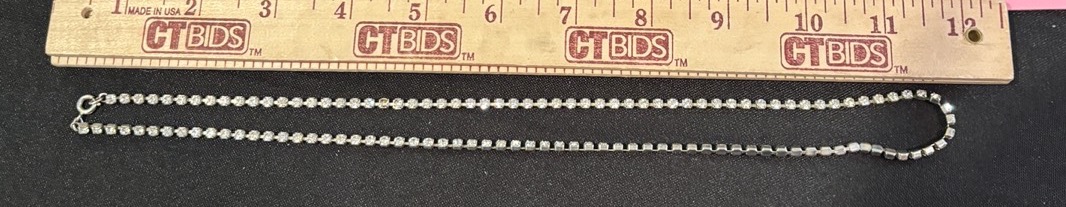 1 MADE IN USA 2 3 4 5 6 7 8 9 10 11 12
CTBIDS™ CTBIDS™ CTBIDS™ CTBIDS™